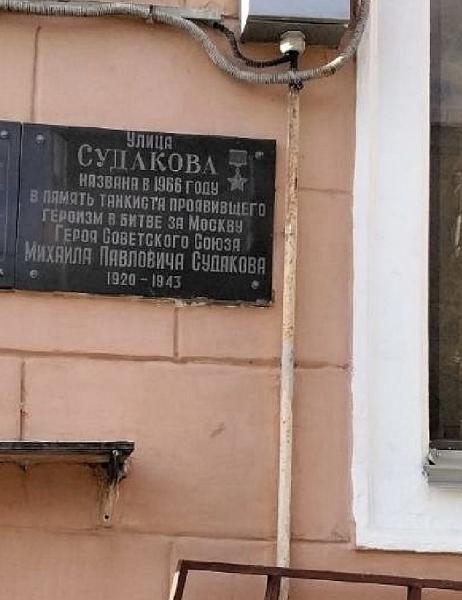 Улица
Судакова
названа в 1966 году
в память танкиста проявившего
героизм в битве за Москву
Героя Советского Союза
Михаила Павловича Судакова
1920 - 1943